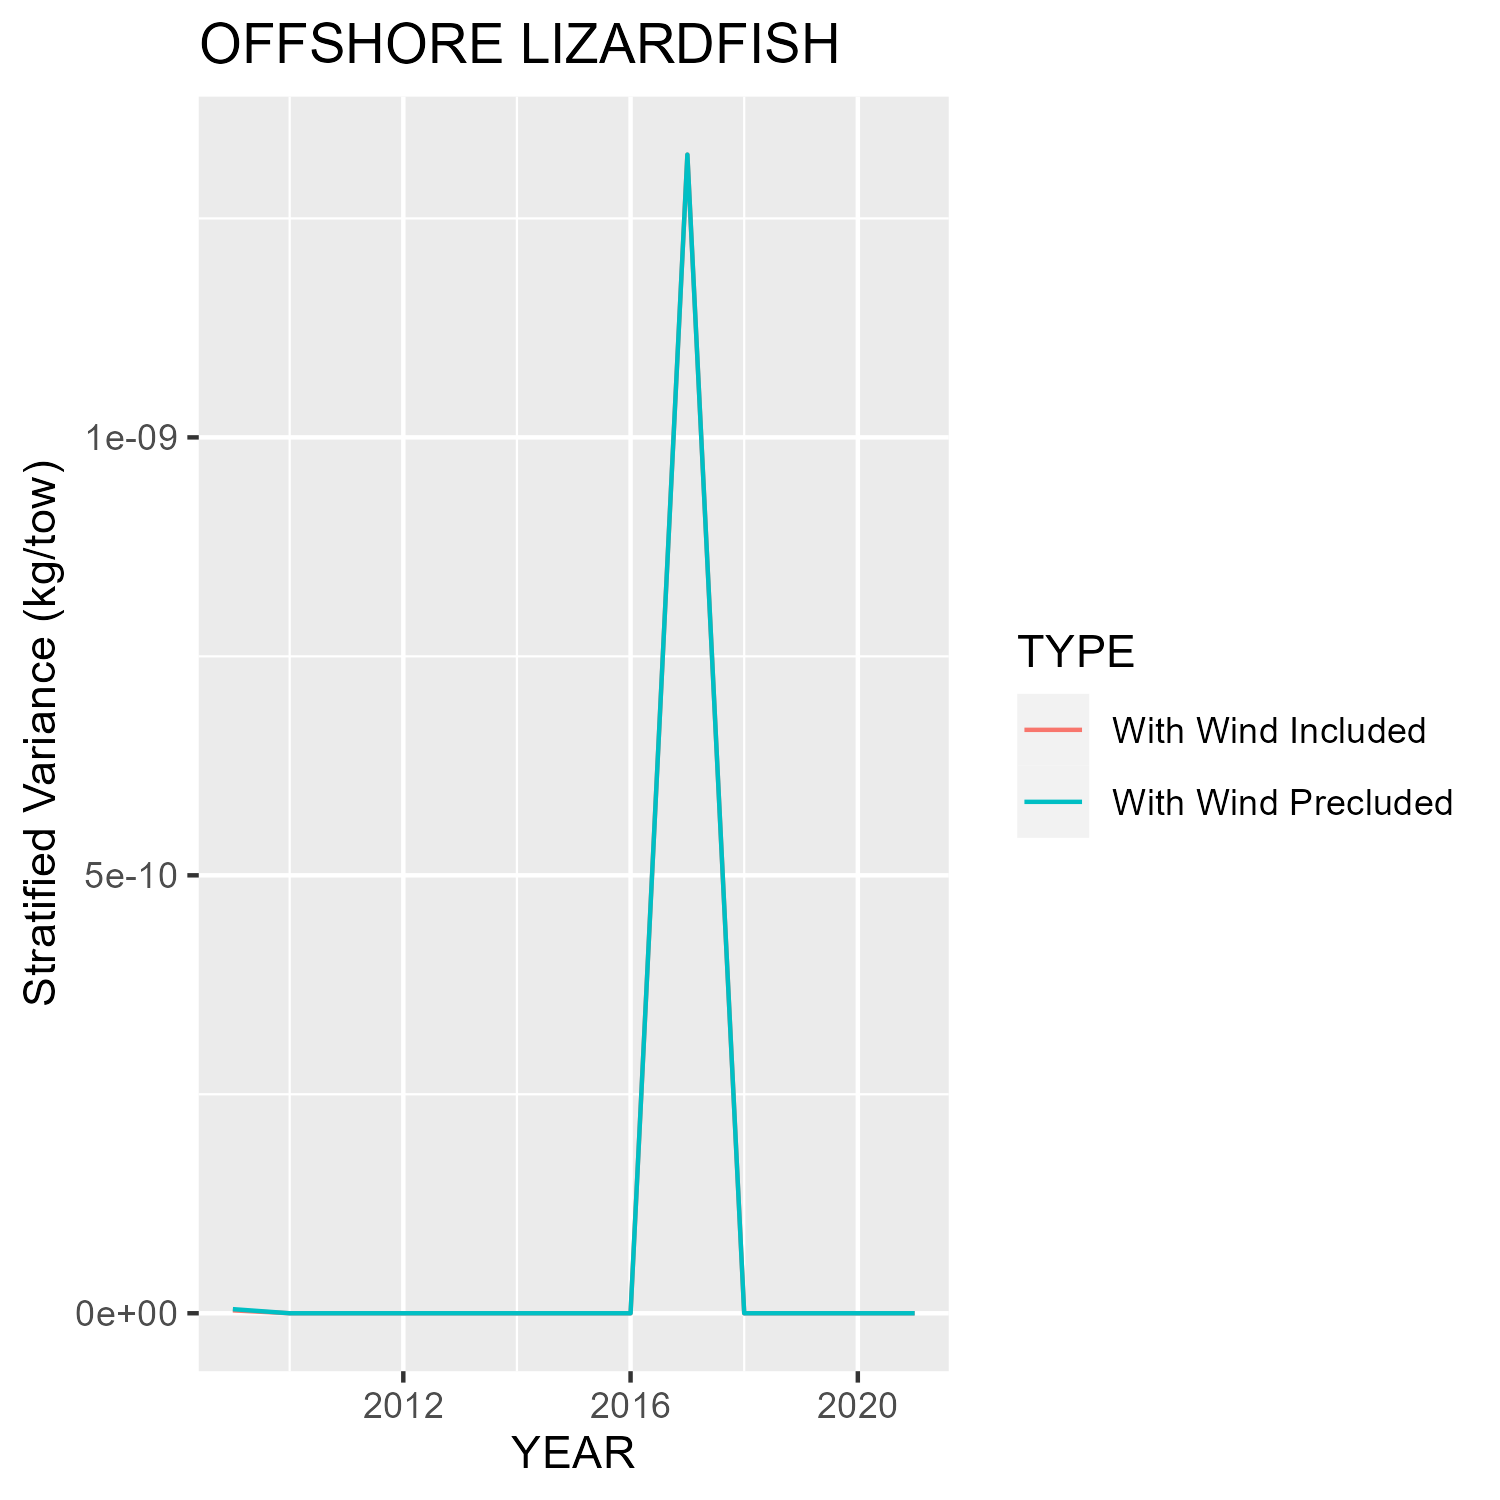 OFFSHORE LIZARDFISH
Stratified Variance (kg/tow)
1e-09
5e-10
0e+00
2012 2016 2020
YEAR
TYPE
With Wind Included
With Wind Precluded